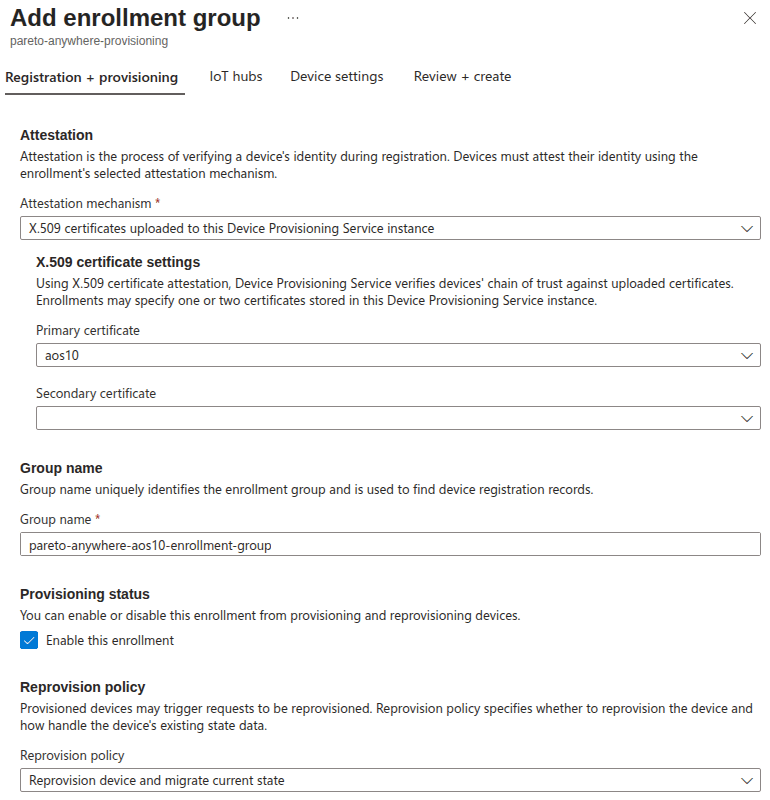 Add enrollment group ...
pareto-anywhere-provisioning
Registration + provisioning IoT hubs Device settings Review + create
Attestation
Attestation is the process of verifying a device's identity during registration. Devices must attest their identity using the
enrollment's selected attestation mechanism.
Attestation mechanism *
X.509 certificates uploaded to this Device Provisioning Service instance
X.509 certificate settings
Using X.509 certificate attestation, Device Provisioning Service verifies devices' chain of trust against uploaded certificates.
Enrollments may specify one or two certificates stored in this Device Provisioning Service instance.
Primary certificate
aos10
Secondary certificate
Group name
Group name uniquely identifies the enrollment group and is used to find device registration records.
Group name *
pareto-anywhere-aos10-enrollment-group
Provisioning status
You can enable or disable this enrollment from provisioning and reprovisioning devices.
Enable this enrollment
Reprovision policy
Provisioned devices may trigger requests to be reprovisioned. Reprovision policy specifies whether to reprovision the device and
how handle the device's existing state data.
Reprovision policy
Reprovision device and migrate current state